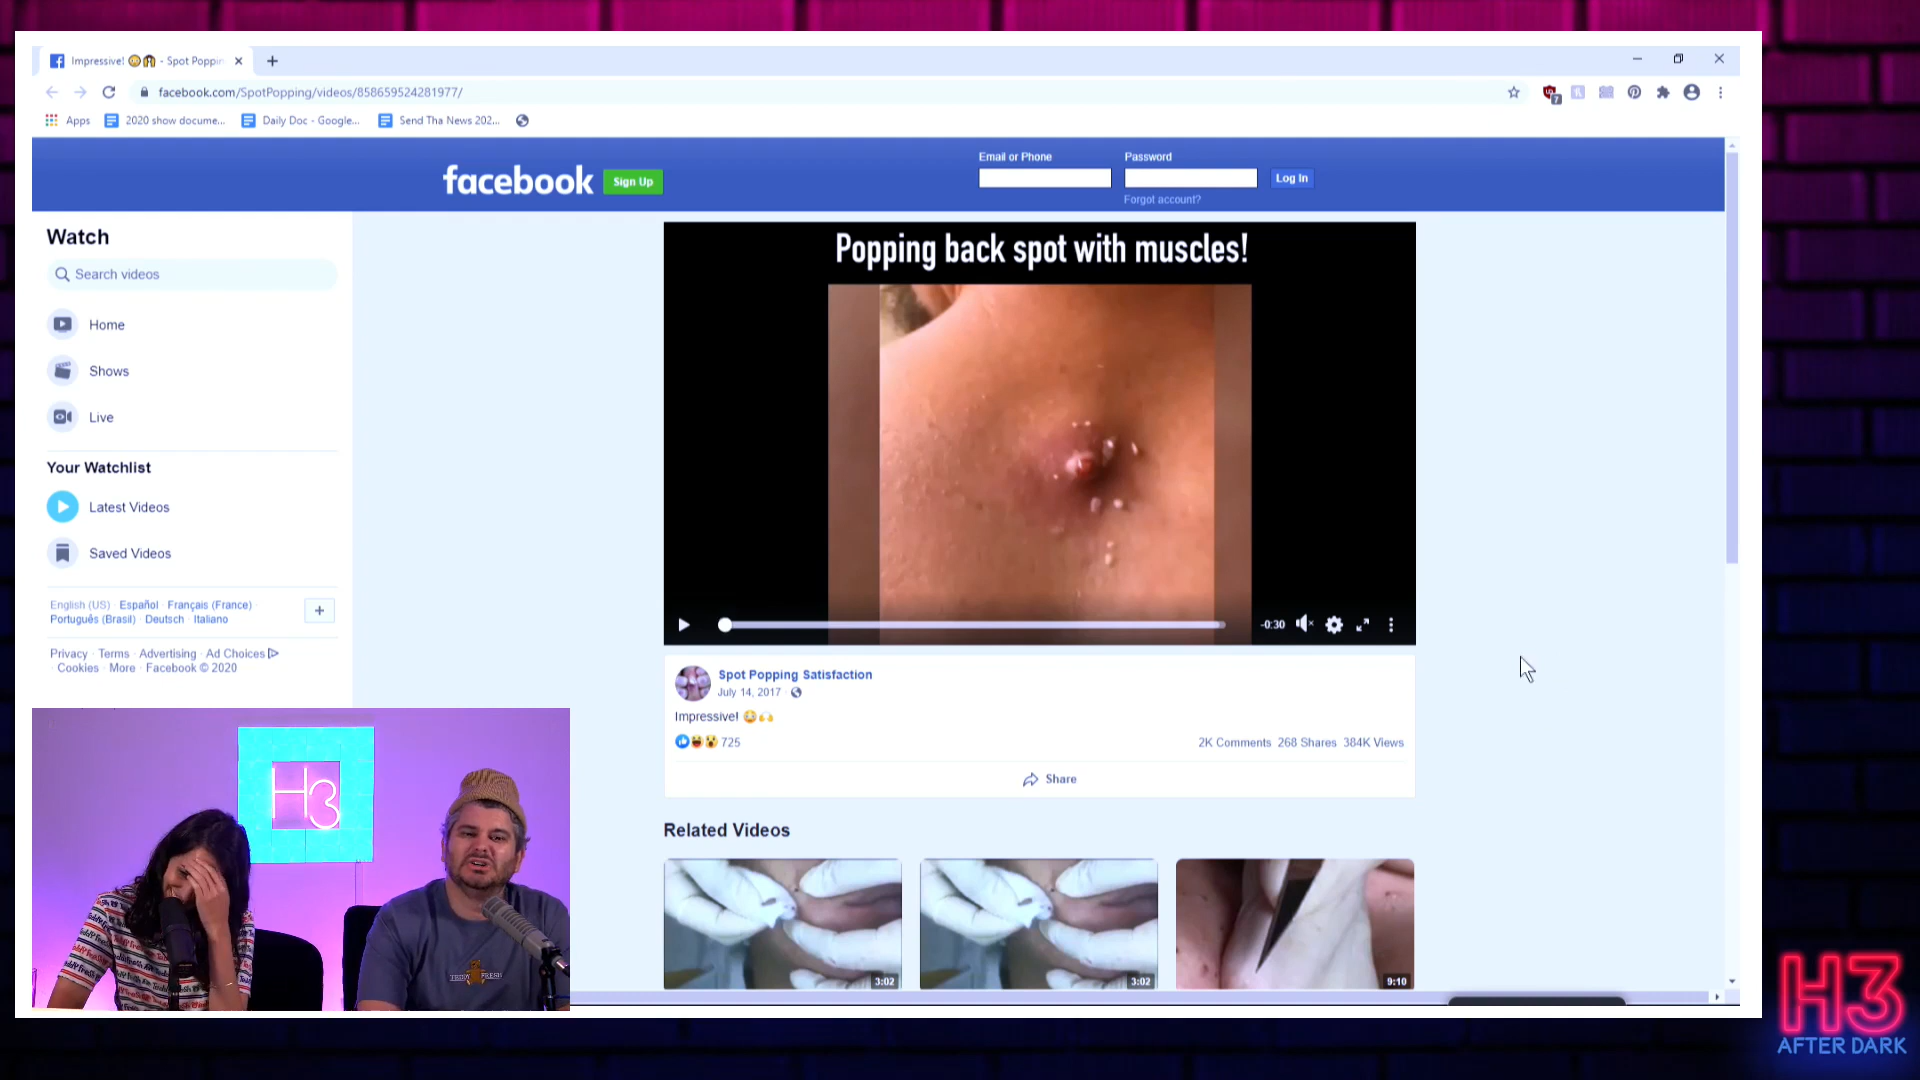 Impressive! 😳🙌 - Spot Poppin
facebook.com/SpotPopping/videos/858659524281977/
7
Apps 2020 show docume... Daily Doc - Google... Send Tha News 202...
Email or Phone Password
facebook Sign Up Log In
Forgot account?
Watch
Search videos
Home
Shows
Live
Your Watchlist
Latest Videos
Saved Videos
English (US) · Español · Français (France) ·
Português (Brasil) · Deutsch · Italiano
Privacy · Terms · Advertising · Ad Choices
· Cookies · More · Facebook © 2020
Popping back spot with muscles!
-0:30
Spot Popping Satisfaction
July 14, 2017 ·
Impressive! 😳🙌
725 2K Comments 268 Shares 384K Views
Share
Related Videos
3:02 3:02 9:10
H3
TEDDY FRESH
H3
AFTER DARK